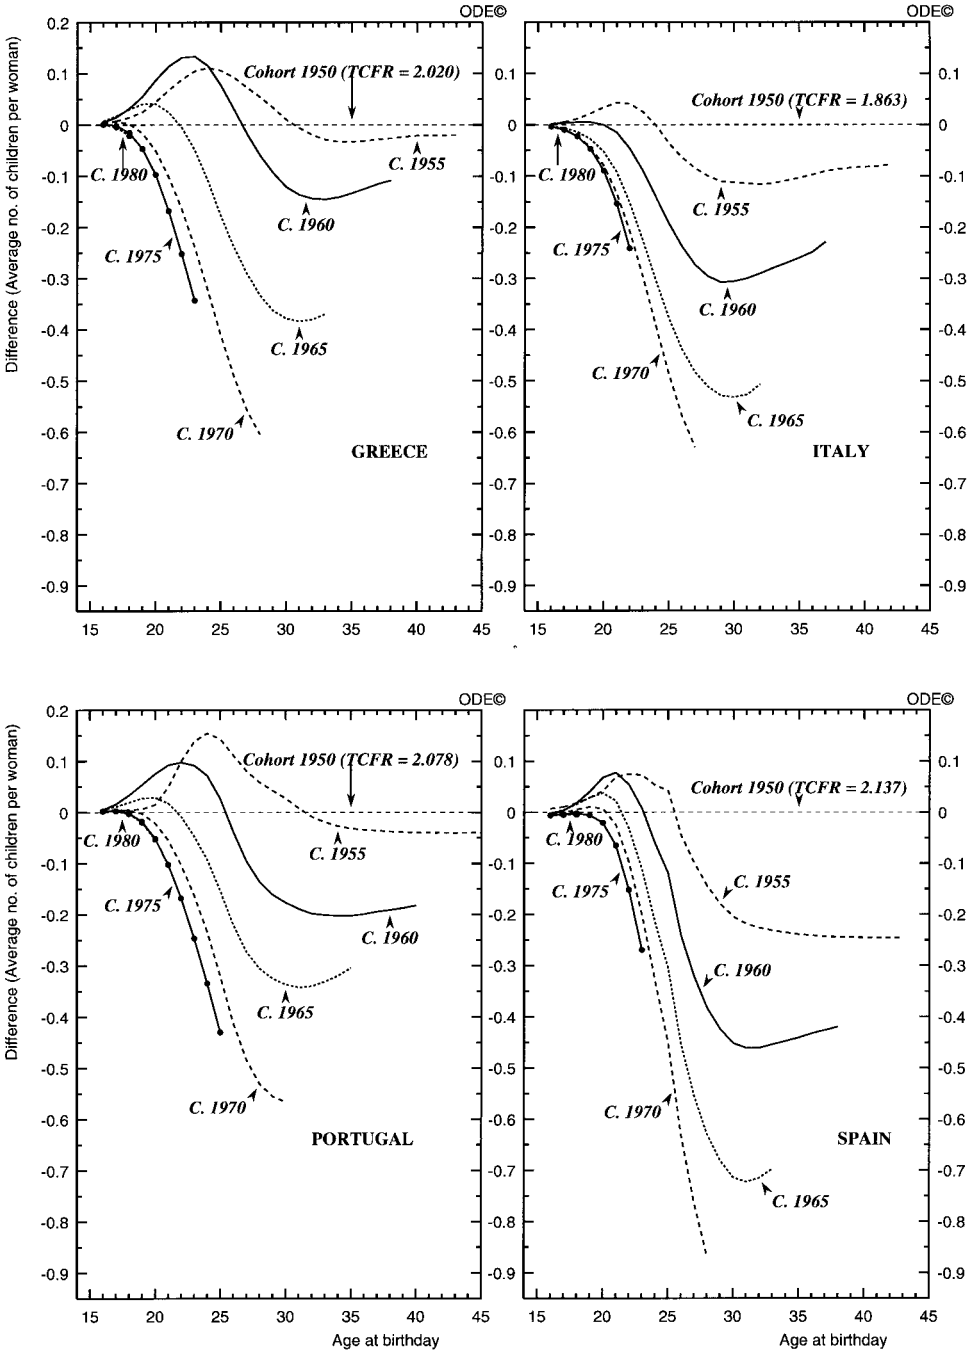 ODE©
ODE©
Difference (Average no. of children per woman)
0.2
0.1
0
-0.1
-0.2
-0.3
-0.4
-0.5
-0.6
-0.7
-0.8
-0.9
Cohort 1950 (TCFR = 2.020)
C. 1980
C. 1955
C. 1960
C. 1975
C. 1965
C. 1970
GREECE
15 20 25 30 35 40 45
Cohort 1950 (TCFR = 1.863)
C. 1980
C. 1955
C. 1975
C. 1960
C. 1970
C. 1965
ITALY
0.1
0
-0.1
-0.2
-0.3
-0.4
-0.5
-0.6
-0.7
-0.8
-0.9
15 20 25 30 35 40 45
ODE©
ODE©
Difference (Average no. of children per woman)
0.2
0.1
0
-0.1
-0.2
-0.3
-0.4
-0.5
-0.6
-0.7
-0.8
-0.9
Cohort 1950 (TCFR = 2.078)
C. 1980
C. 1955
C. 1975
C. 1960
C. 1965
C. 1970
PORTUGAL
15 20 25 30 35 40 45
Age at birthday
Cohort 1950 (TCFR = 2.137)
C. 1980
C. 1955
C. 1975
C. 1960
C. 1970
SPAIN
C. 1965
0.1
0
-0.1
-0.2
-0.3
-0.4
-0.5
-0.6
-0.7
-0.8
-0.9
15 20 25 30 35 40 45
Age at birthday